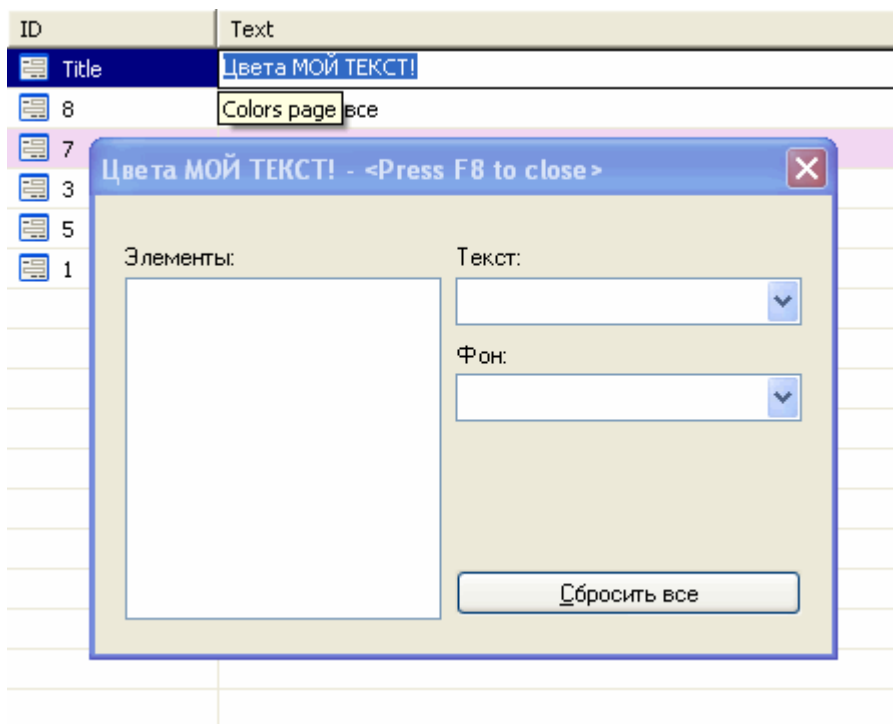 ID Text
Title Цвета МОЙ ТЕКСТ!
8 Colors page все
7
3
5
1
Цвета МОЙ ТЕКСТ! - <Press F8 to close>
Элементы: Текст:
Фон:
Сбросить все